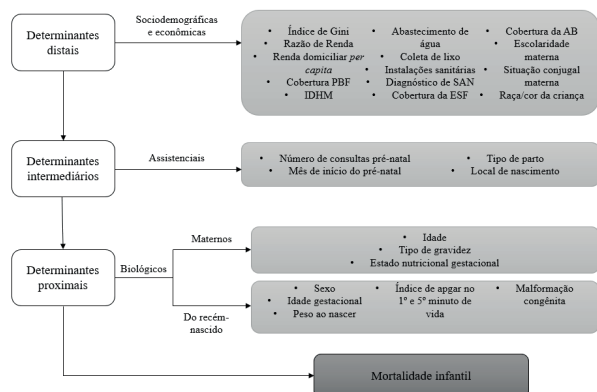 Determinantes
distais
Sociodemográficas
e econômicas
• Índice de Gini
• Razão de Renda
• Renda domiciliar per
capita
• Cobertura PBF
• IDHM
• Abastecimento de
água
• Coleta de lixo
• Instalações sanitárias
• Diagnóstico de SAN
• Cobertura da ESF
• Cobertura da AB
• Escolaridade
materna
• Situação conjugal
materna
• Raça/cor da criança
Determinantes
intermediários
Assistenciais
• Número de consultas pré-natal
• Mês de início do pré-natal
• Tipo de parto
• Local de nascimento
Determinantes
proximais
Biológicos
Maternos
• Idade
• Tipo de gravidez
• Estado nutricional gestacional
Do recém-
nascido
• Sexo
• Idade gestacional
• Peso ao nascer
• Índice de apgar no
1º e 5º minuto de
vida
• Malformação
congênita
Mortalidade infantil